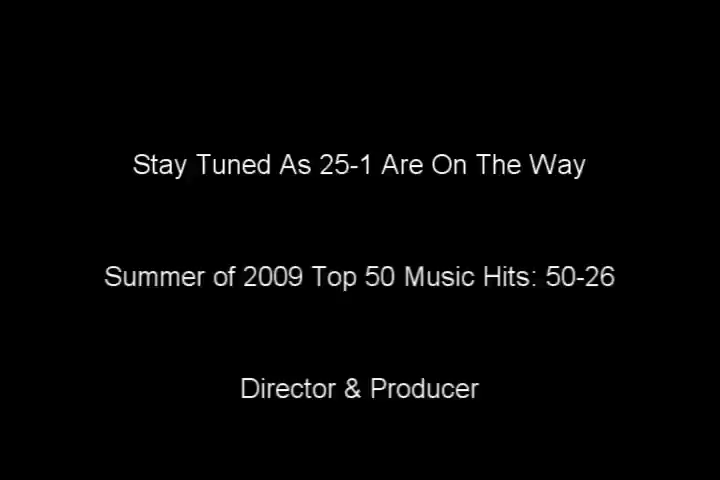 Stay Tuned As 25-1 Are On The Way
Summer of 2009 Top 50 Music Hits: 50-26
Director & Producer